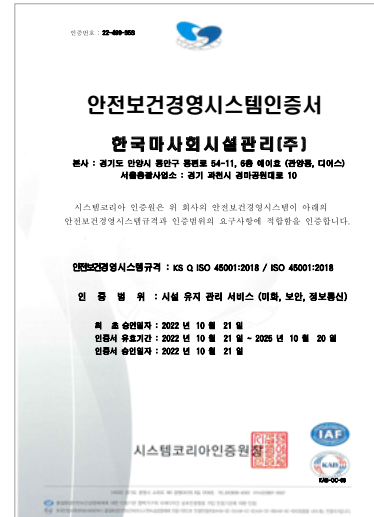 인증번호 : 22-499-053
안전보건경영시스템인증서
한국마사회시설관리(주)
본사 : 경기도 안양시 동안구 동편로 54-11, 6층 에이호 (관양동, 디어스)
서울총괄사업소 : 경기 과천시 경마공원대로 10
시스템코리아 인증원은 위 회사의 안전보건경영시스템이 아래의
안전보건경영시스템규격과 인증범위의 요구사항에 적합함을 인증합니다.
안전보건경영시스템규격 : KS Q ISO 45001:2018 / ISO 45001:2018
인 증 범 위 : 시설 유지 관리 서비스 (미화, 보안, 정보통신)
최 초 승인일자 : 2022 년 10 월 21 일
인증서 유효기간 : 2022 년 10 월 21 일 ~ 2025 년 10 월 20 일
인증서 승인일자 : 2022 년 10 월 21 일
시스템코리아인증원장
IAF
KAB
KAB-QC-65